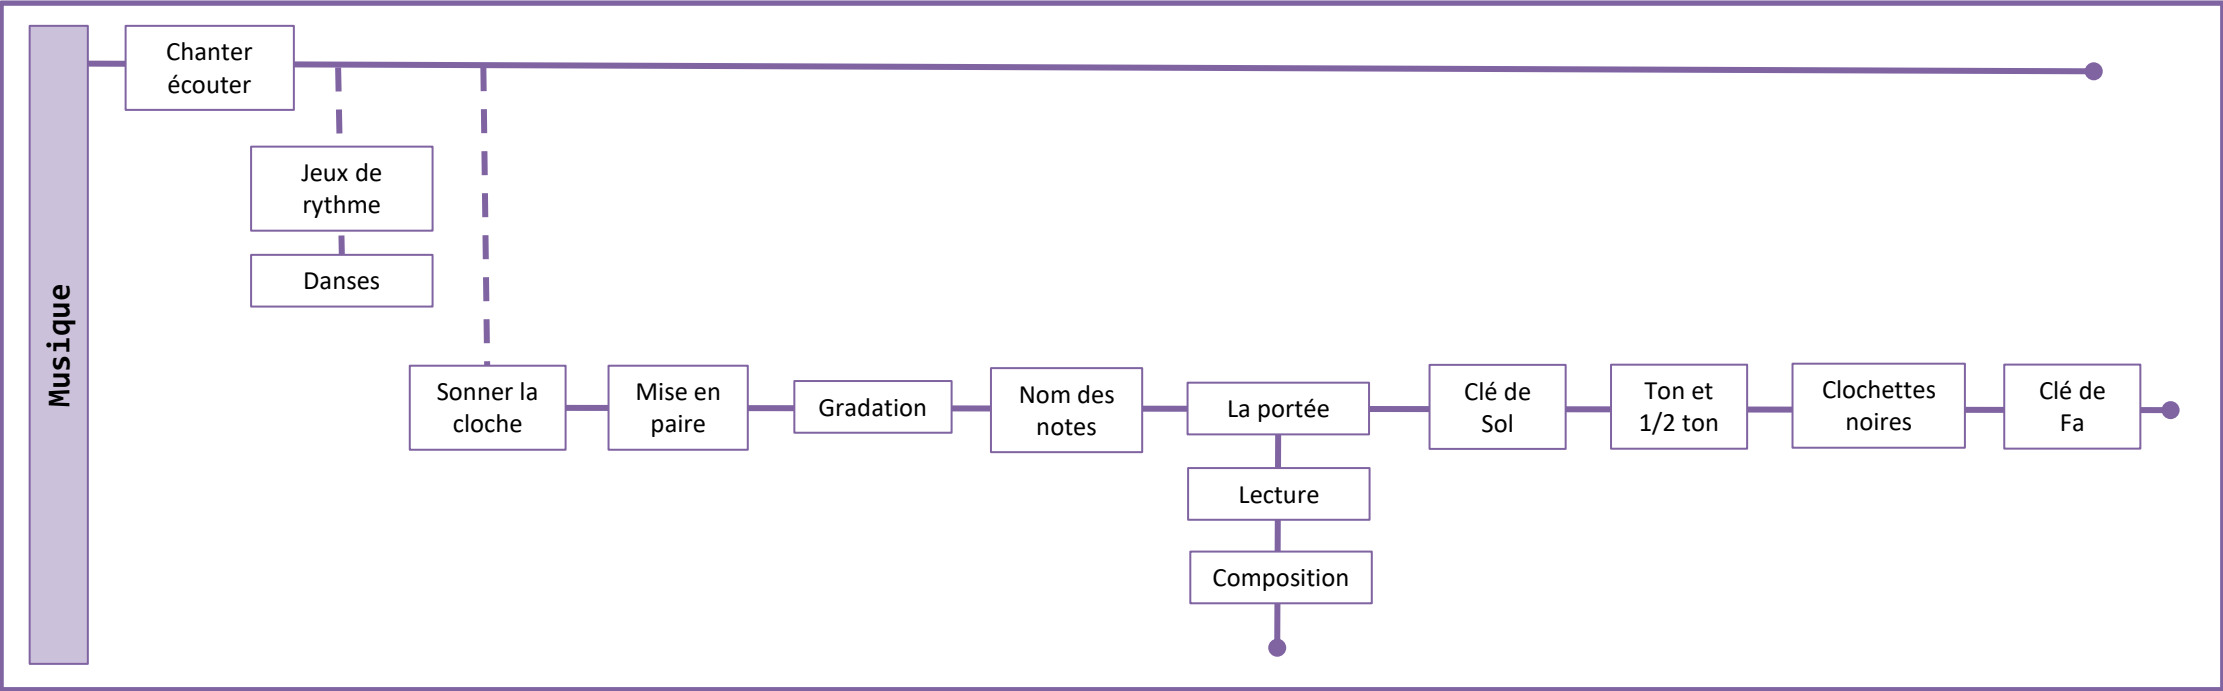 Musique
Chanter
écouter
Jeux de
rythme
Danses
Sonner la
cloche
Mise en
paire
Gradation
Nom des
notes
La portée
Lecture
Composition
Clé de
Sol
Ton et
1/2 ton
Clochettes
noires
Clé de
Fa